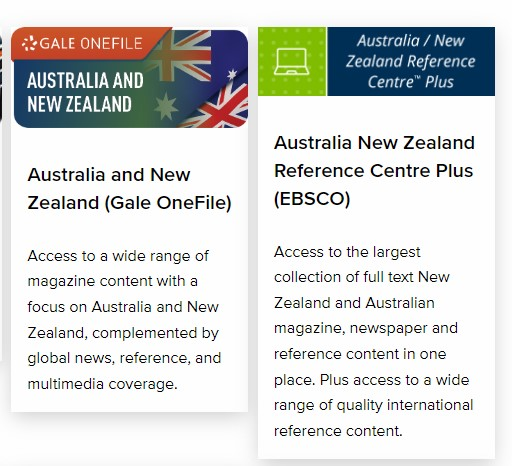 GALE ONEFILE
AUSTRALIA AND
NEW ZEALAND
Australia and New
Zealand (Gale OneFile)
Access to a wide range of
magazine content with a
focus on Australia and New
Zealand, complemented by
global news, reference, and
multimedia coverage.
Australia / New
Zealand Reference
Centre™ Plus
Australia New Zealand
Reference Centre Plus
(EBSCO)
Access to the largest
collection of full text New
Zealand and Australian
magazine, newspaper and
reference content in one
place. Plus access to a wide
range of quality international
reference content.